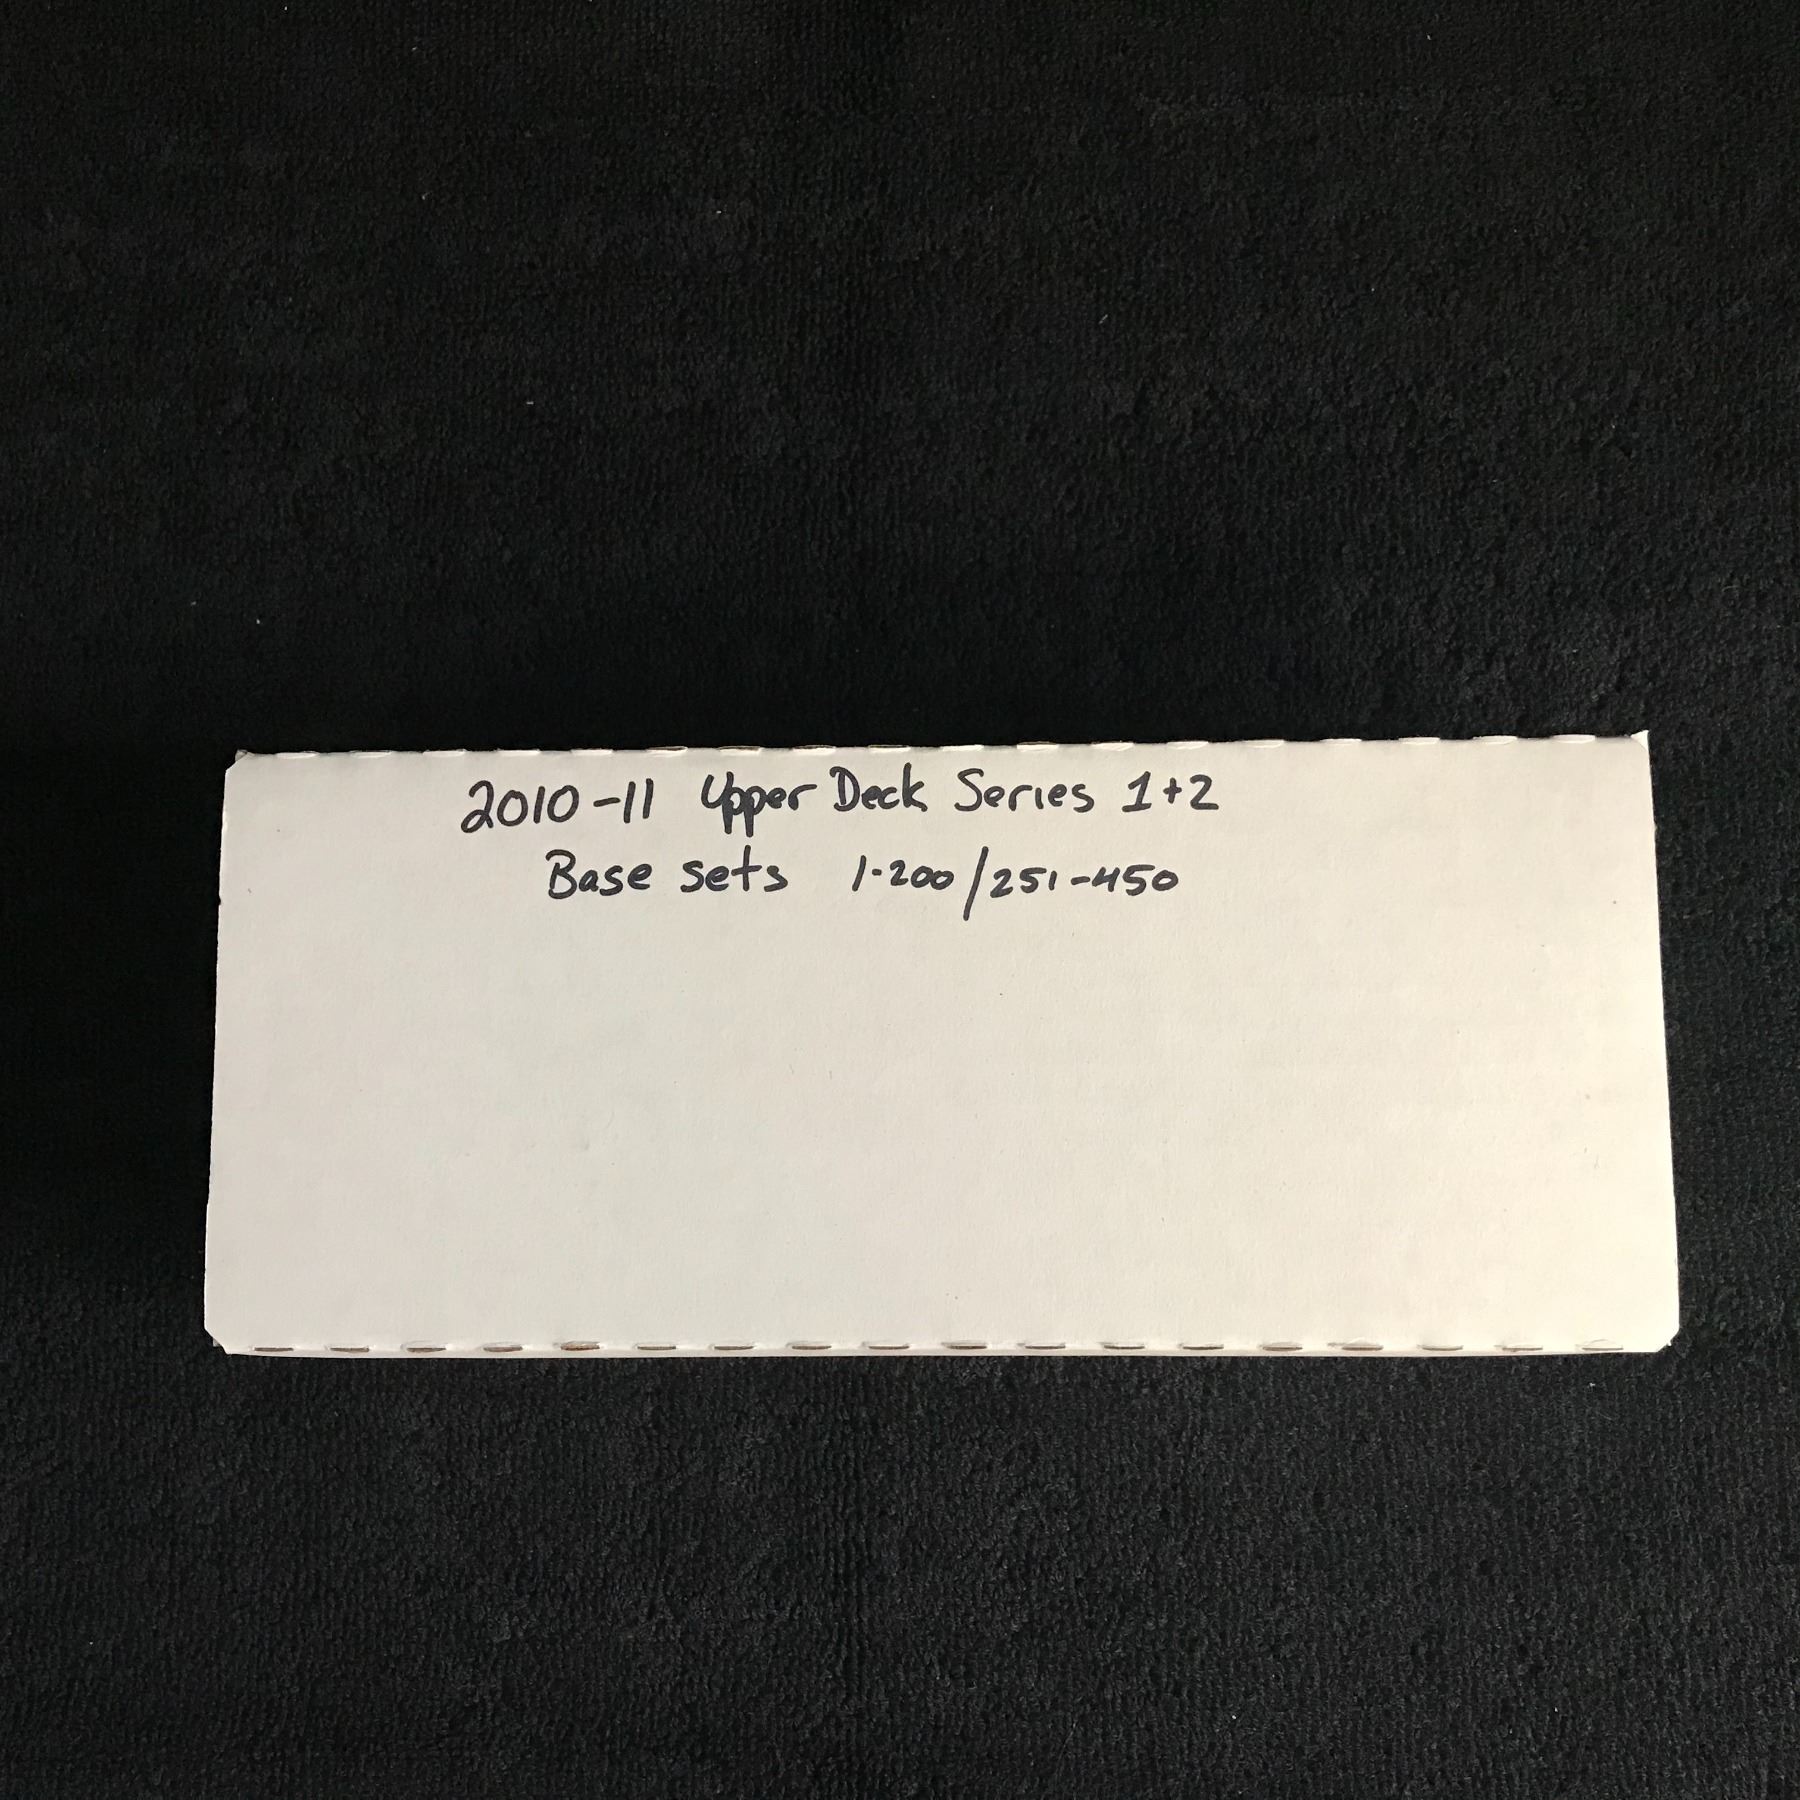 2010-11 Upper Deck Series 1+2
Base sets 1-200/251-450